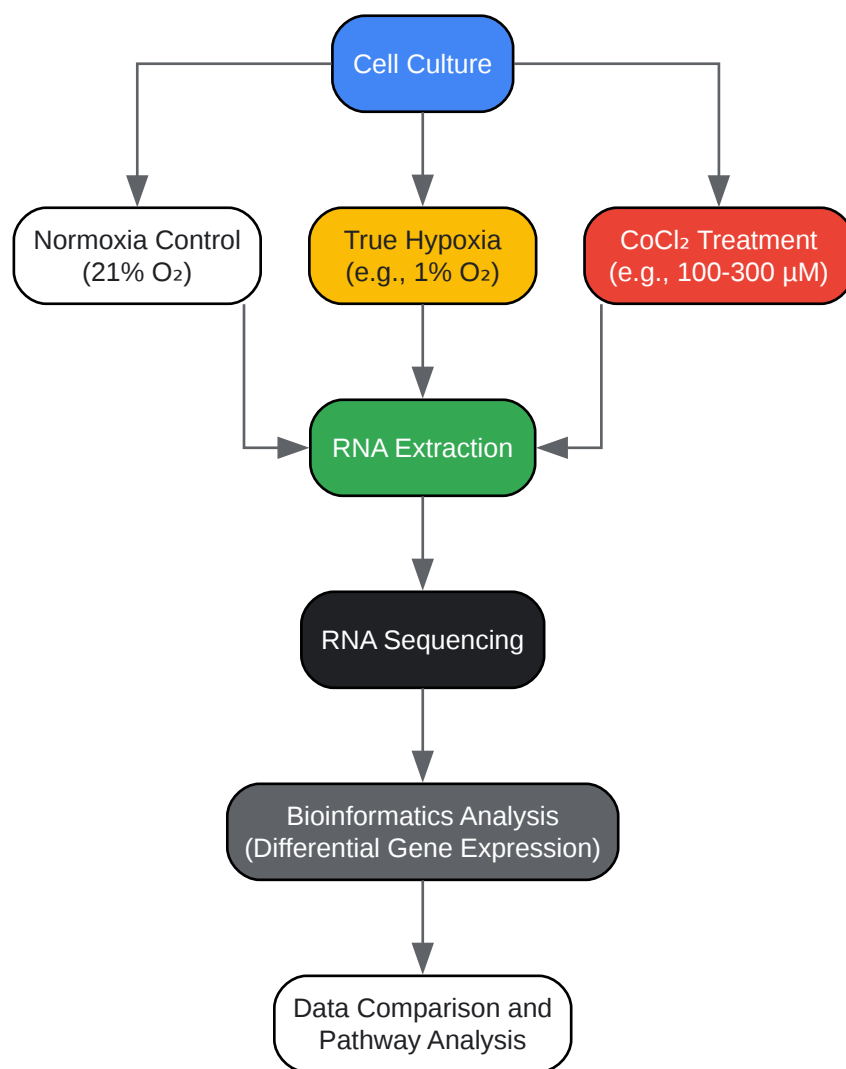 Cell Culture
Normoxia Control
(21% O₂)
True Hypoxia
(e.g., 1% O₂)
CoCl₂ Treatment
(e.g., 100-300 µM)
RNA Extraction
RNA Sequencing
Bioinformatics Analysis
(Differential Gene Expression)
Data Comparison and
Pathway Analysis